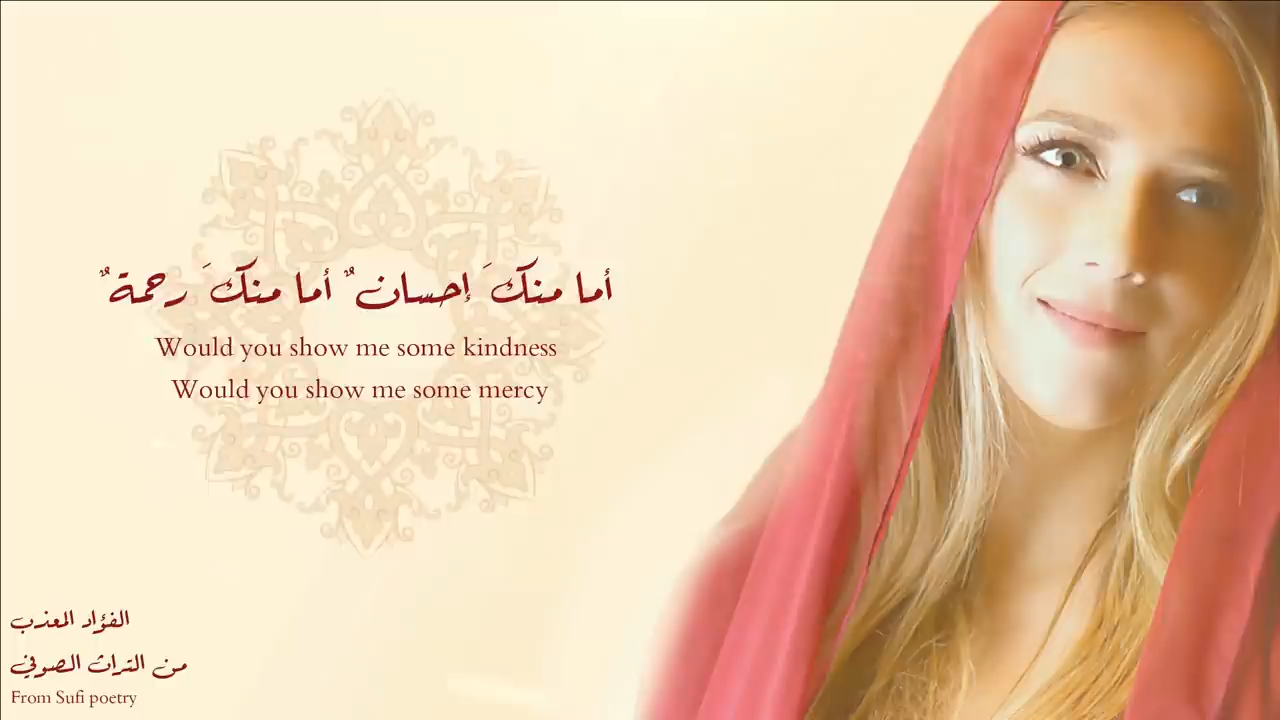 أما منكَ إحسانٌ أما منكَ رحمةٌ
Would you show me some kindness
Would you show me some mercy
الفؤاد المعذب
من التراث الصوفي
From Sufi poetry